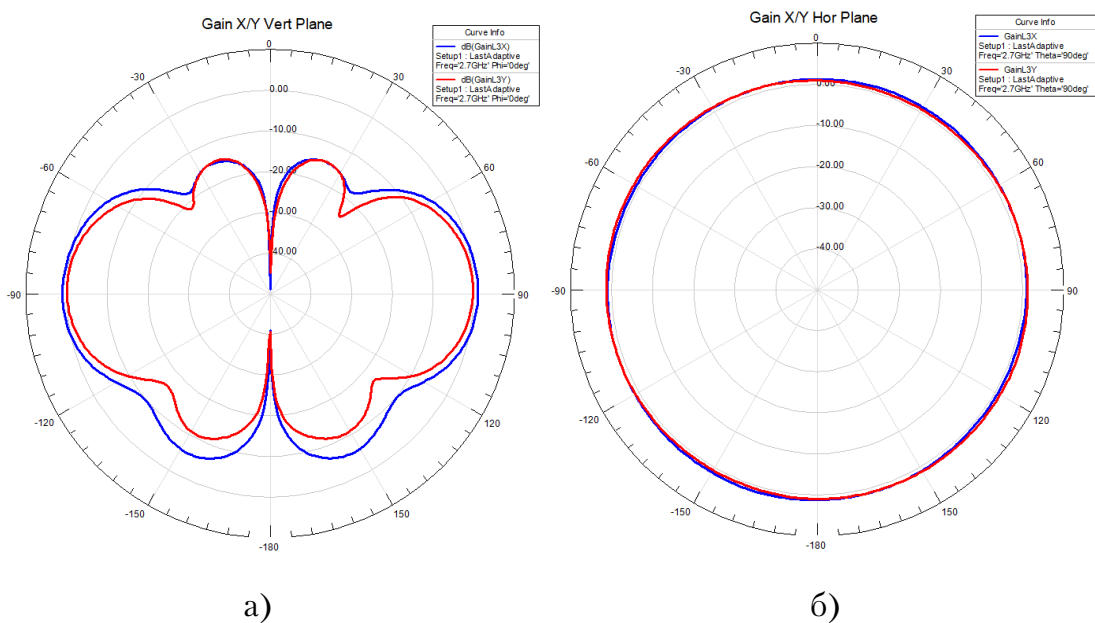 Gain X/Y Vert Plane
Curve Info
dB(GainL3X)
Setup1 : LastAdaptive
Freq='2.7GHz' Phi='0deg'
dB(GainL3Y)
Setup1 : LastAdaptive
Freq='2.7GHz' Phi='0deg'
0
30
60
90
120
150
-180
-150
-120
-90
-60
-30
0.00
-10.00
-20.00
-30.00
-40.00
а)
Gain X/Y Hor Plane
Curve Info
GainL3X
Setup1 : LastAdaptive
Freq='2.7GHz' Theta='90deg'
GainL3Y
Setup1 : LastAdaptive
Freq='2.7GHz' Theta='90deg'
0
30
60
90
120
150
-180
-150
-120
-90
-60
-30
0.00
-10.00
-20.00
-30.00
-40.00
б)